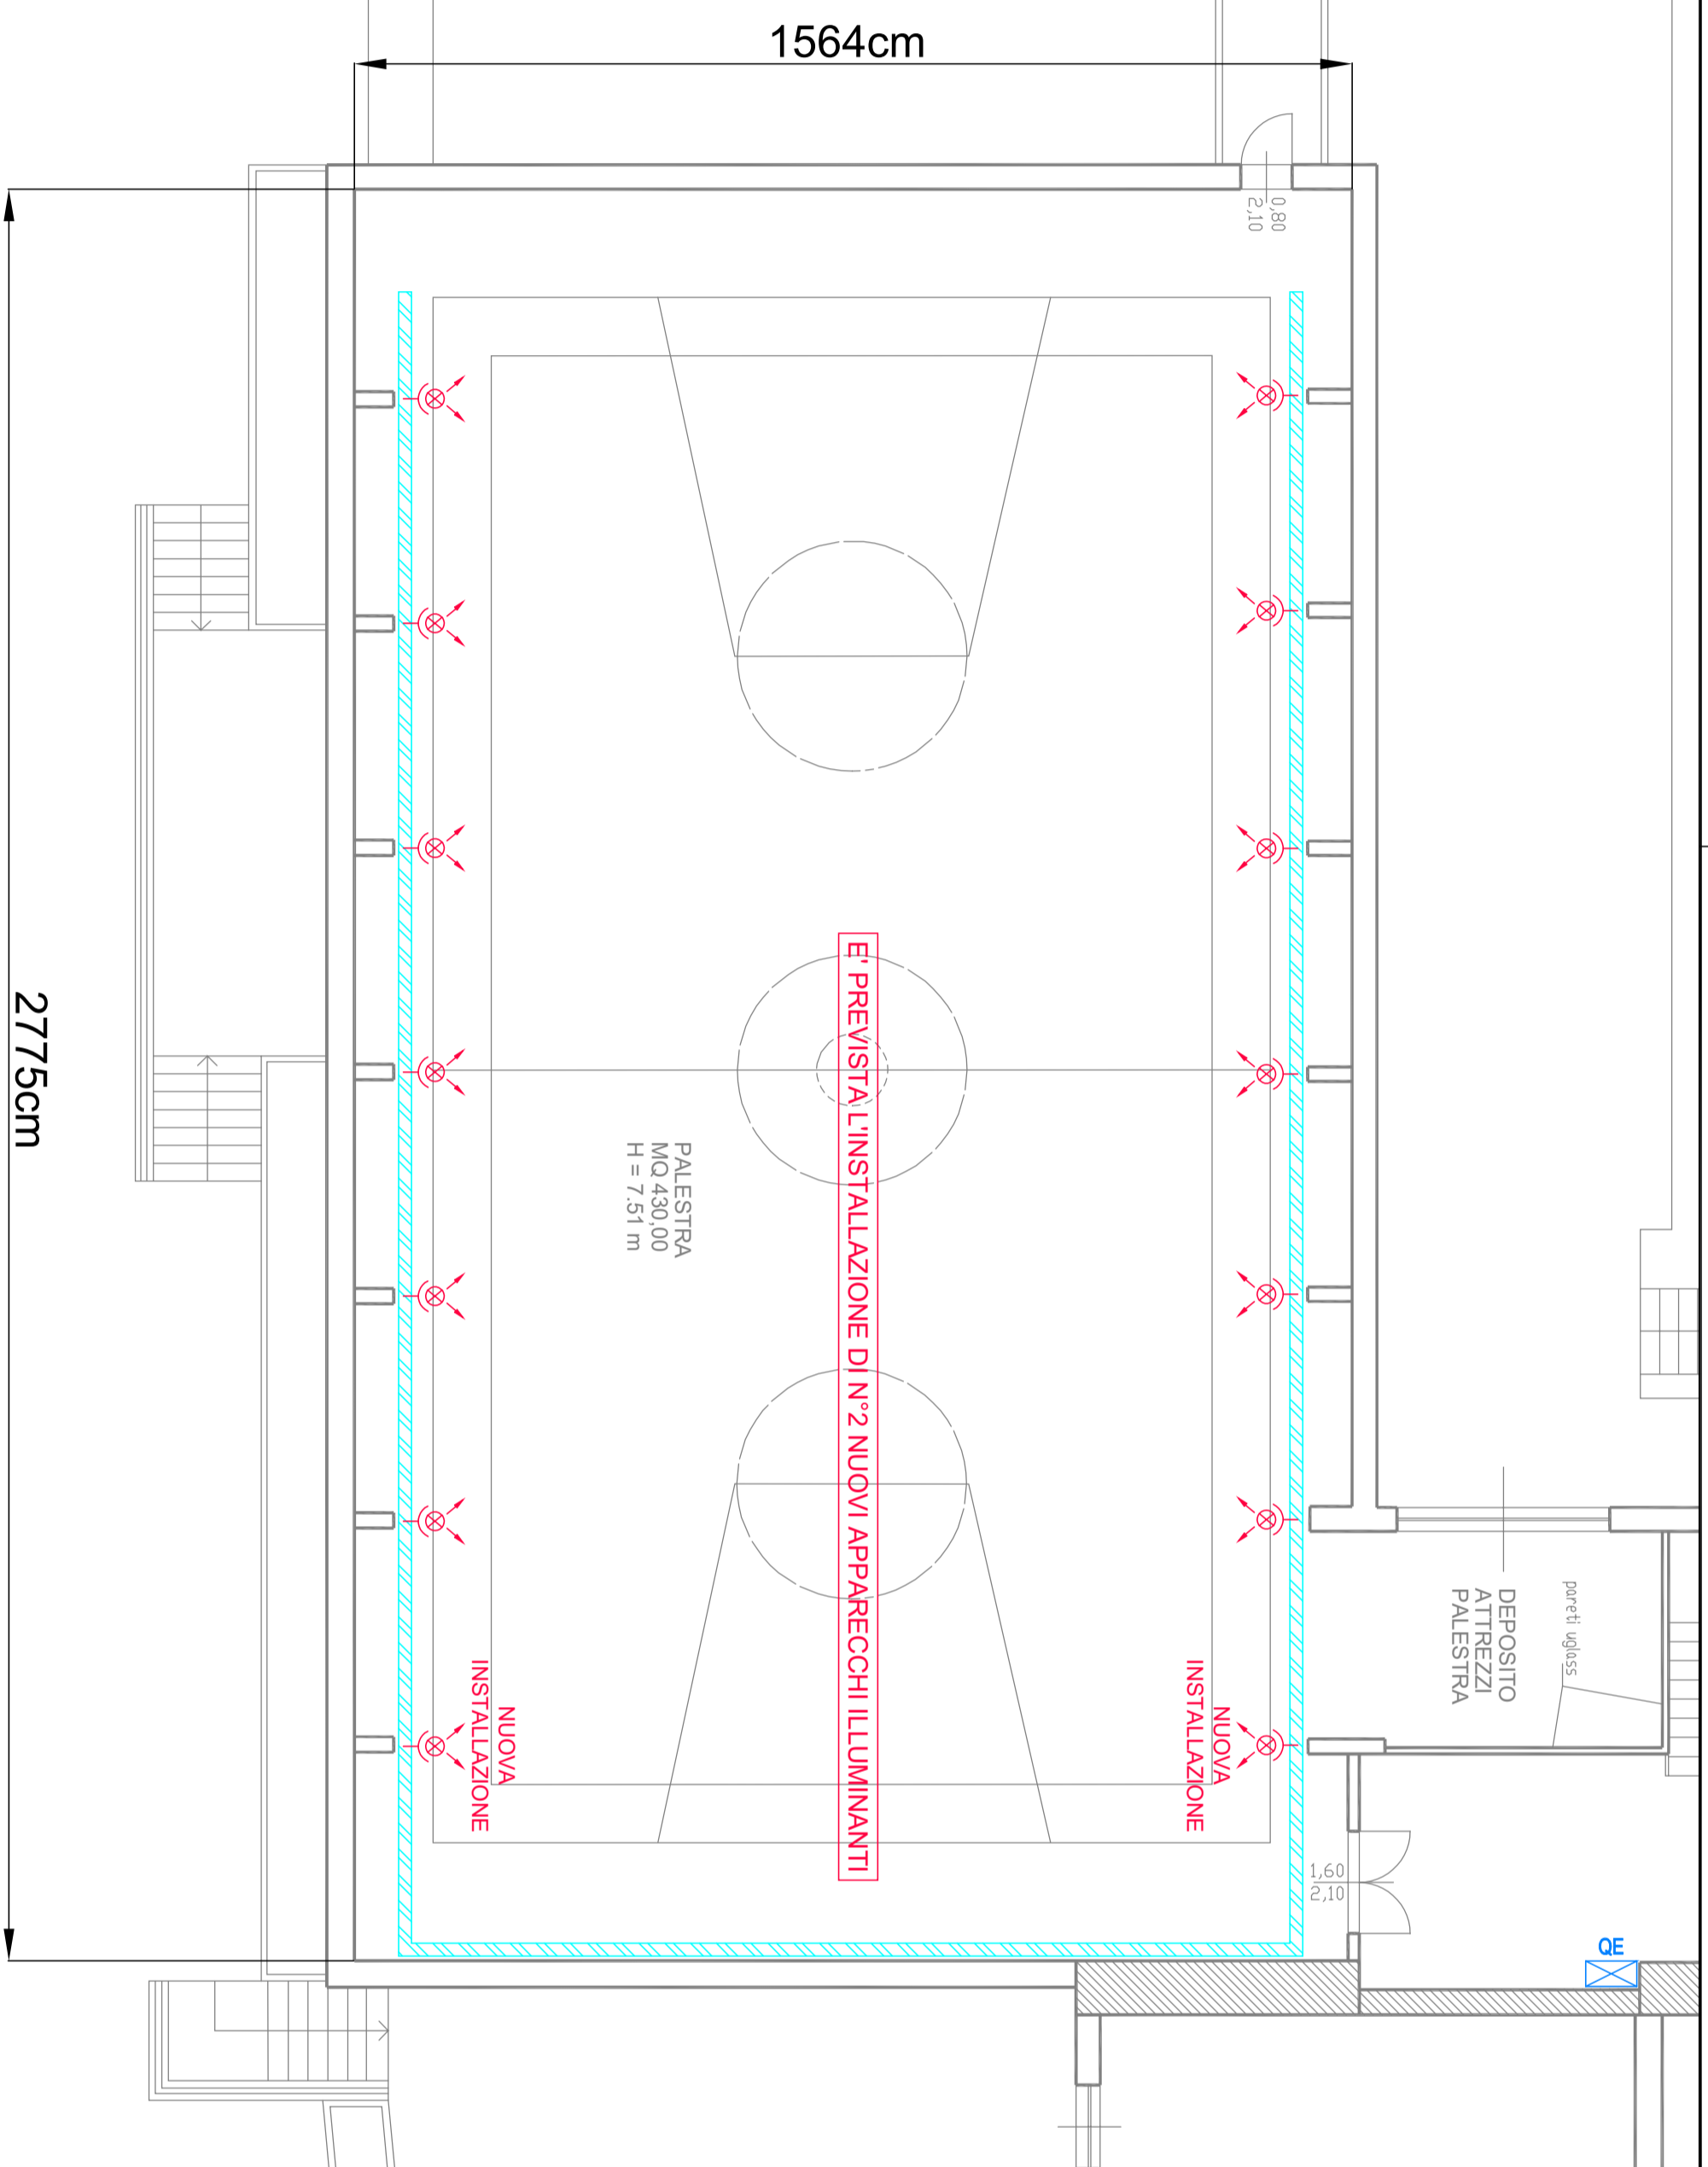 1564cm
0,80
2,10
2775cm
E' PREVISTA L'INSTALLAZIONE DI N°2 NUOVI APPARECCHI ILLUMINANTI
PALESTRA
MQ 430,00
H = 7.51 m
pareti uglass
DEPOSITO
ATTREZZI
PALESTRA
NUOVA
INSTALLAZIONE
NUOVA
INSTALLAZIONE
1,60
2,10
QE